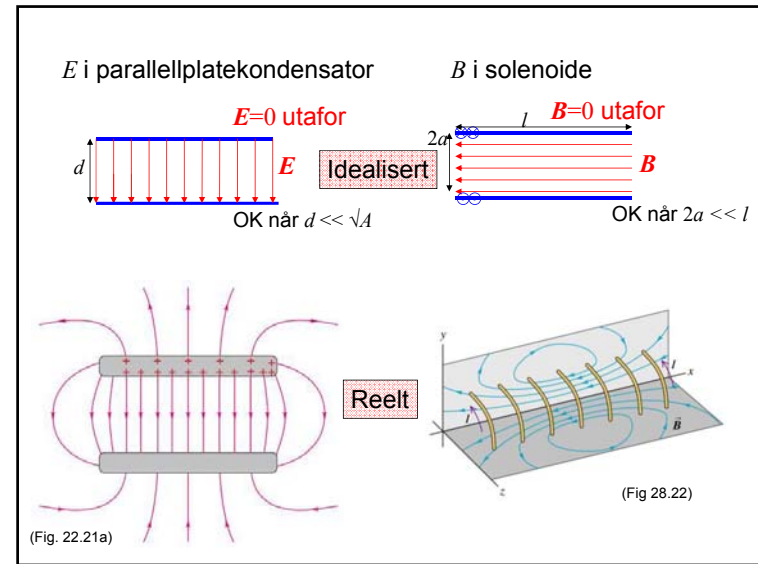 E i parallellplatekondensator
B i solenoide
E=0 utafor
d
E
OK når d << √A
Idealisert
B=0 utafor
l
2a
B
OK når 2a << l
Reelt
(Fig. 22.21a)
y
x
I
I
B
z
(Fig 28.22)